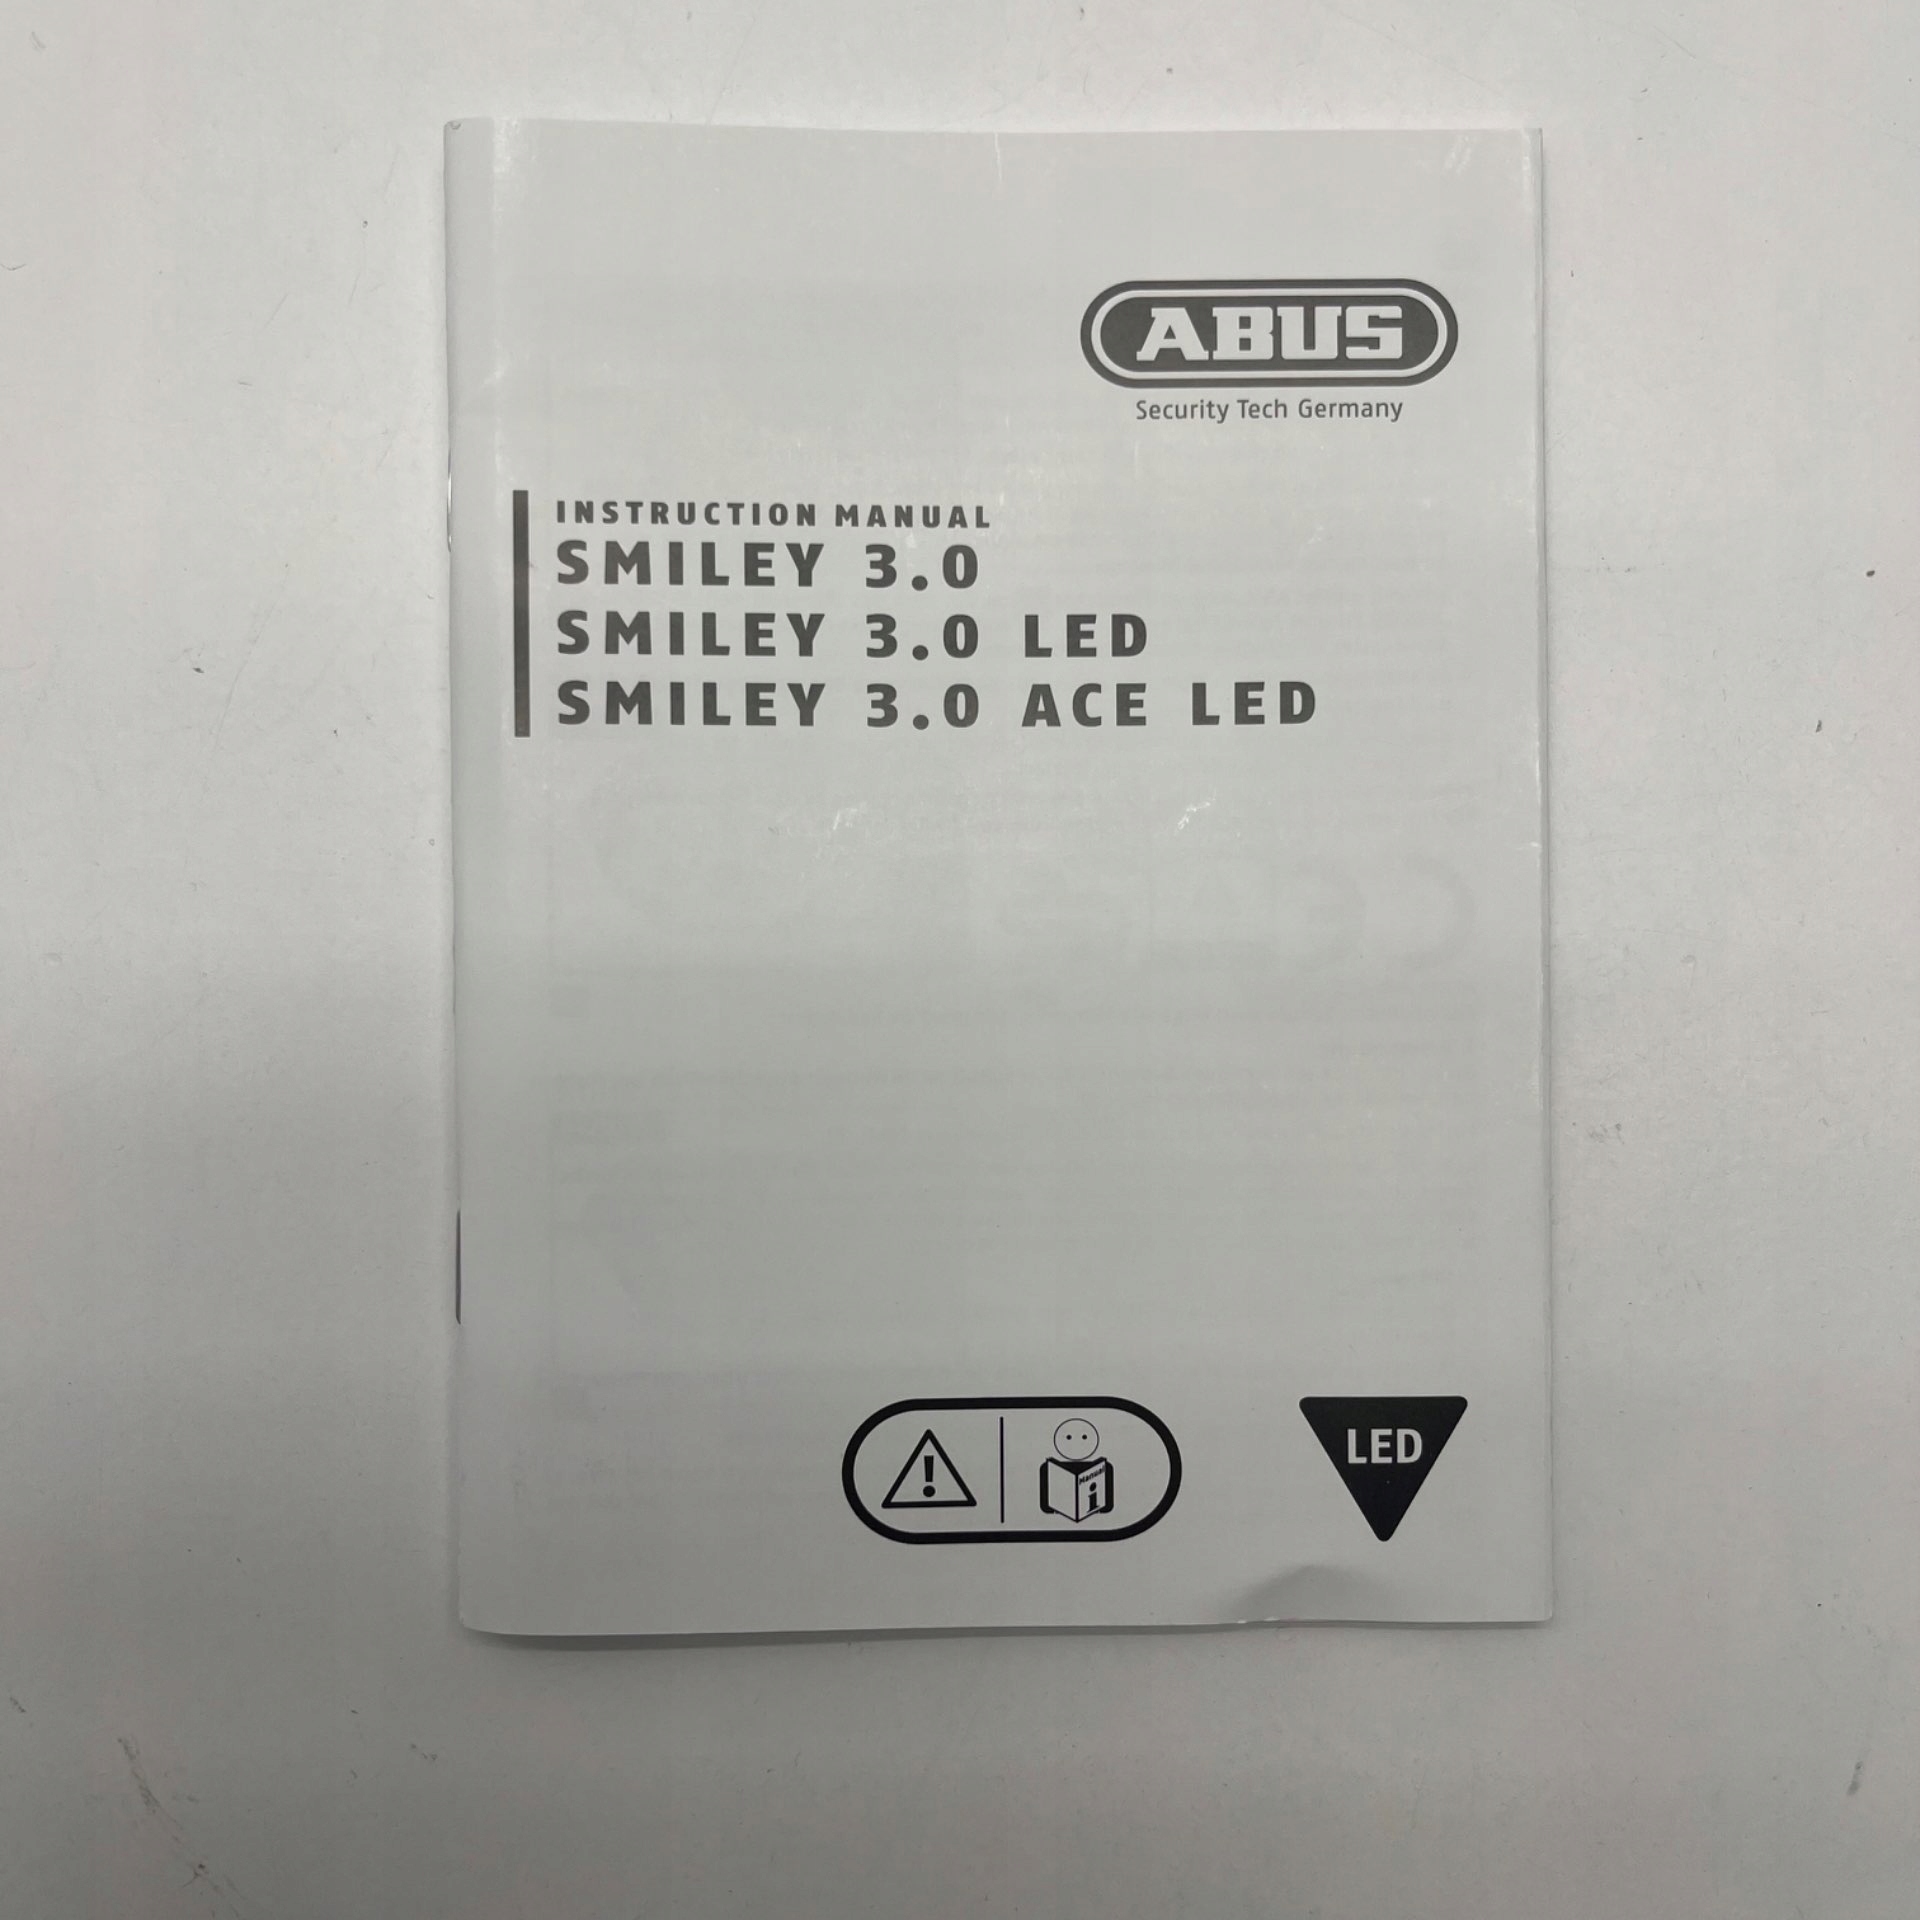 ABUS
Security Tech Germany
INSTRUCTION MANUAL
SMILEY 3.0
SMILEY 3.0 LED
SMILEY 3.0 ACE LED
!
Manual
i
LED